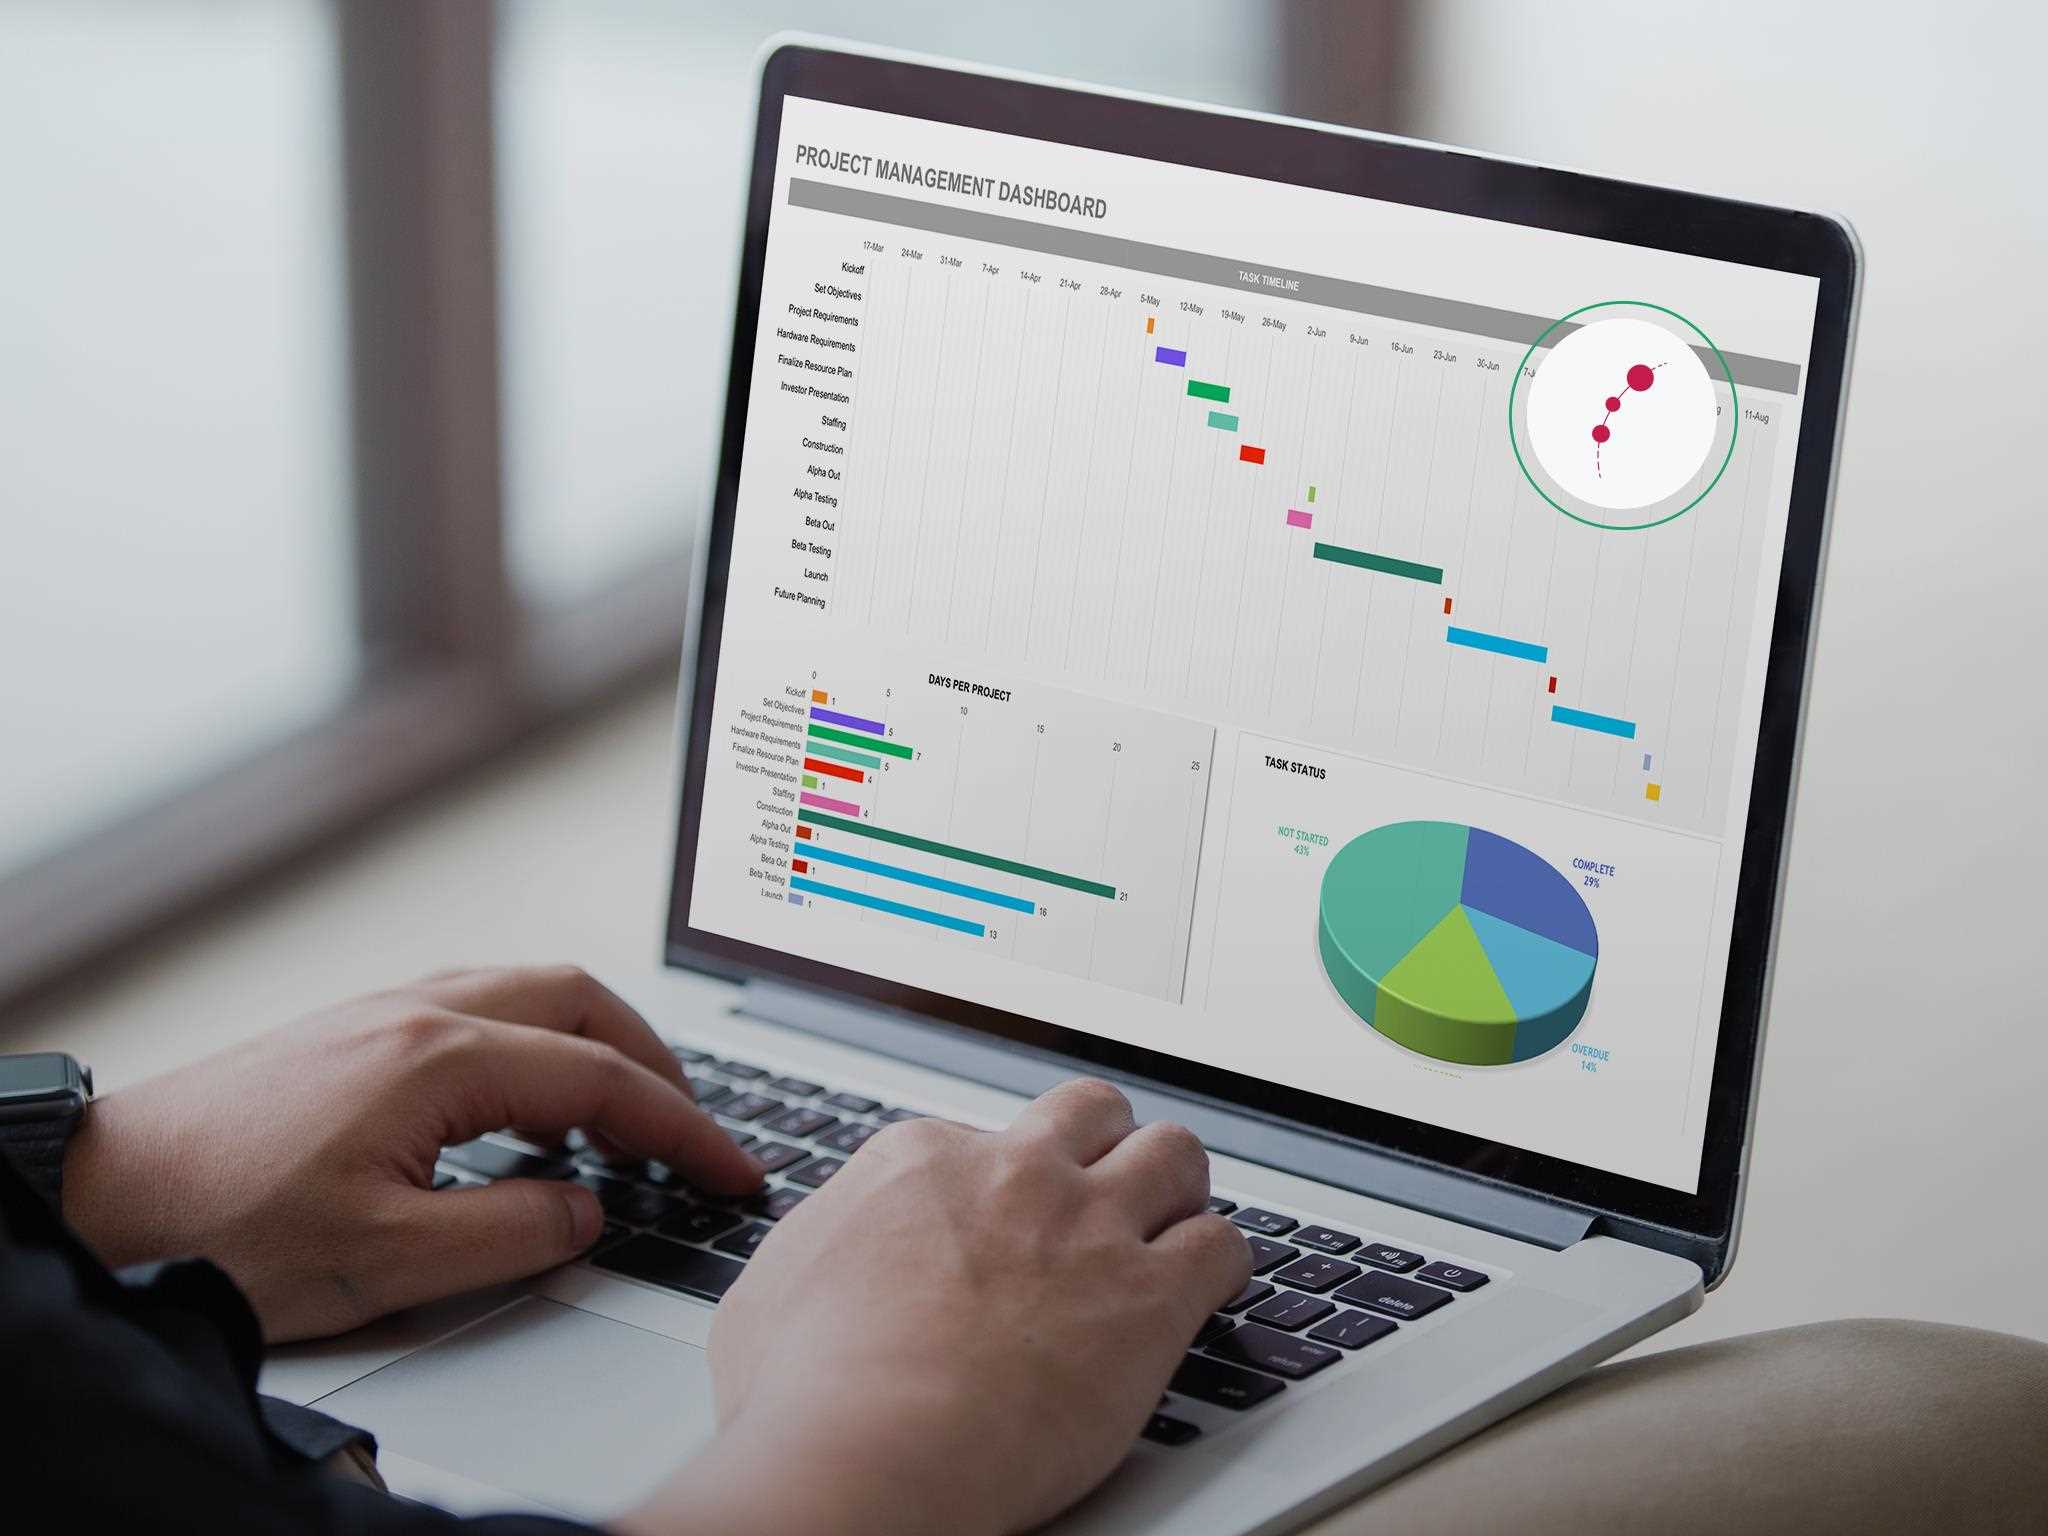 PROJECT MANAGEMENT DASHBOARD
TASK TIMELINE
17-Mar 24-Mar 31-Mar 7-Apr 14-Apr 21-Apr 28-Apr 5-May 12-May 19-May 26-May 2-Jun 9-Jun 16-Jun 23-Jun 30-Jun 11-Aug
Kickoff
Set Objectives
Project Requirements
Hardware Requirements
Finalize Resource Plan
Investor Presentation
Staffing
Construction
Alpha Out
Alpha Testing
Beta Out
Beta Testing
Launch
Future Planning
DAYS PER PROJECT
0 5 10 15 20 25
Kickoff 1
Set Objectives 5
Project Requirements 7
Hardware Requirements 5
Finalize Resource Plan 4
Investor Presentation 1
Staffing 4
Construction 21
Alpha Out 1
Alpha Testing 16
Beta Out 1
Beta Testing 13
Launch 1
TASK STATUS
NOT STARTED
43%
COMPLETE
29%
OVERDUE
14%
delete
enter
return
shift